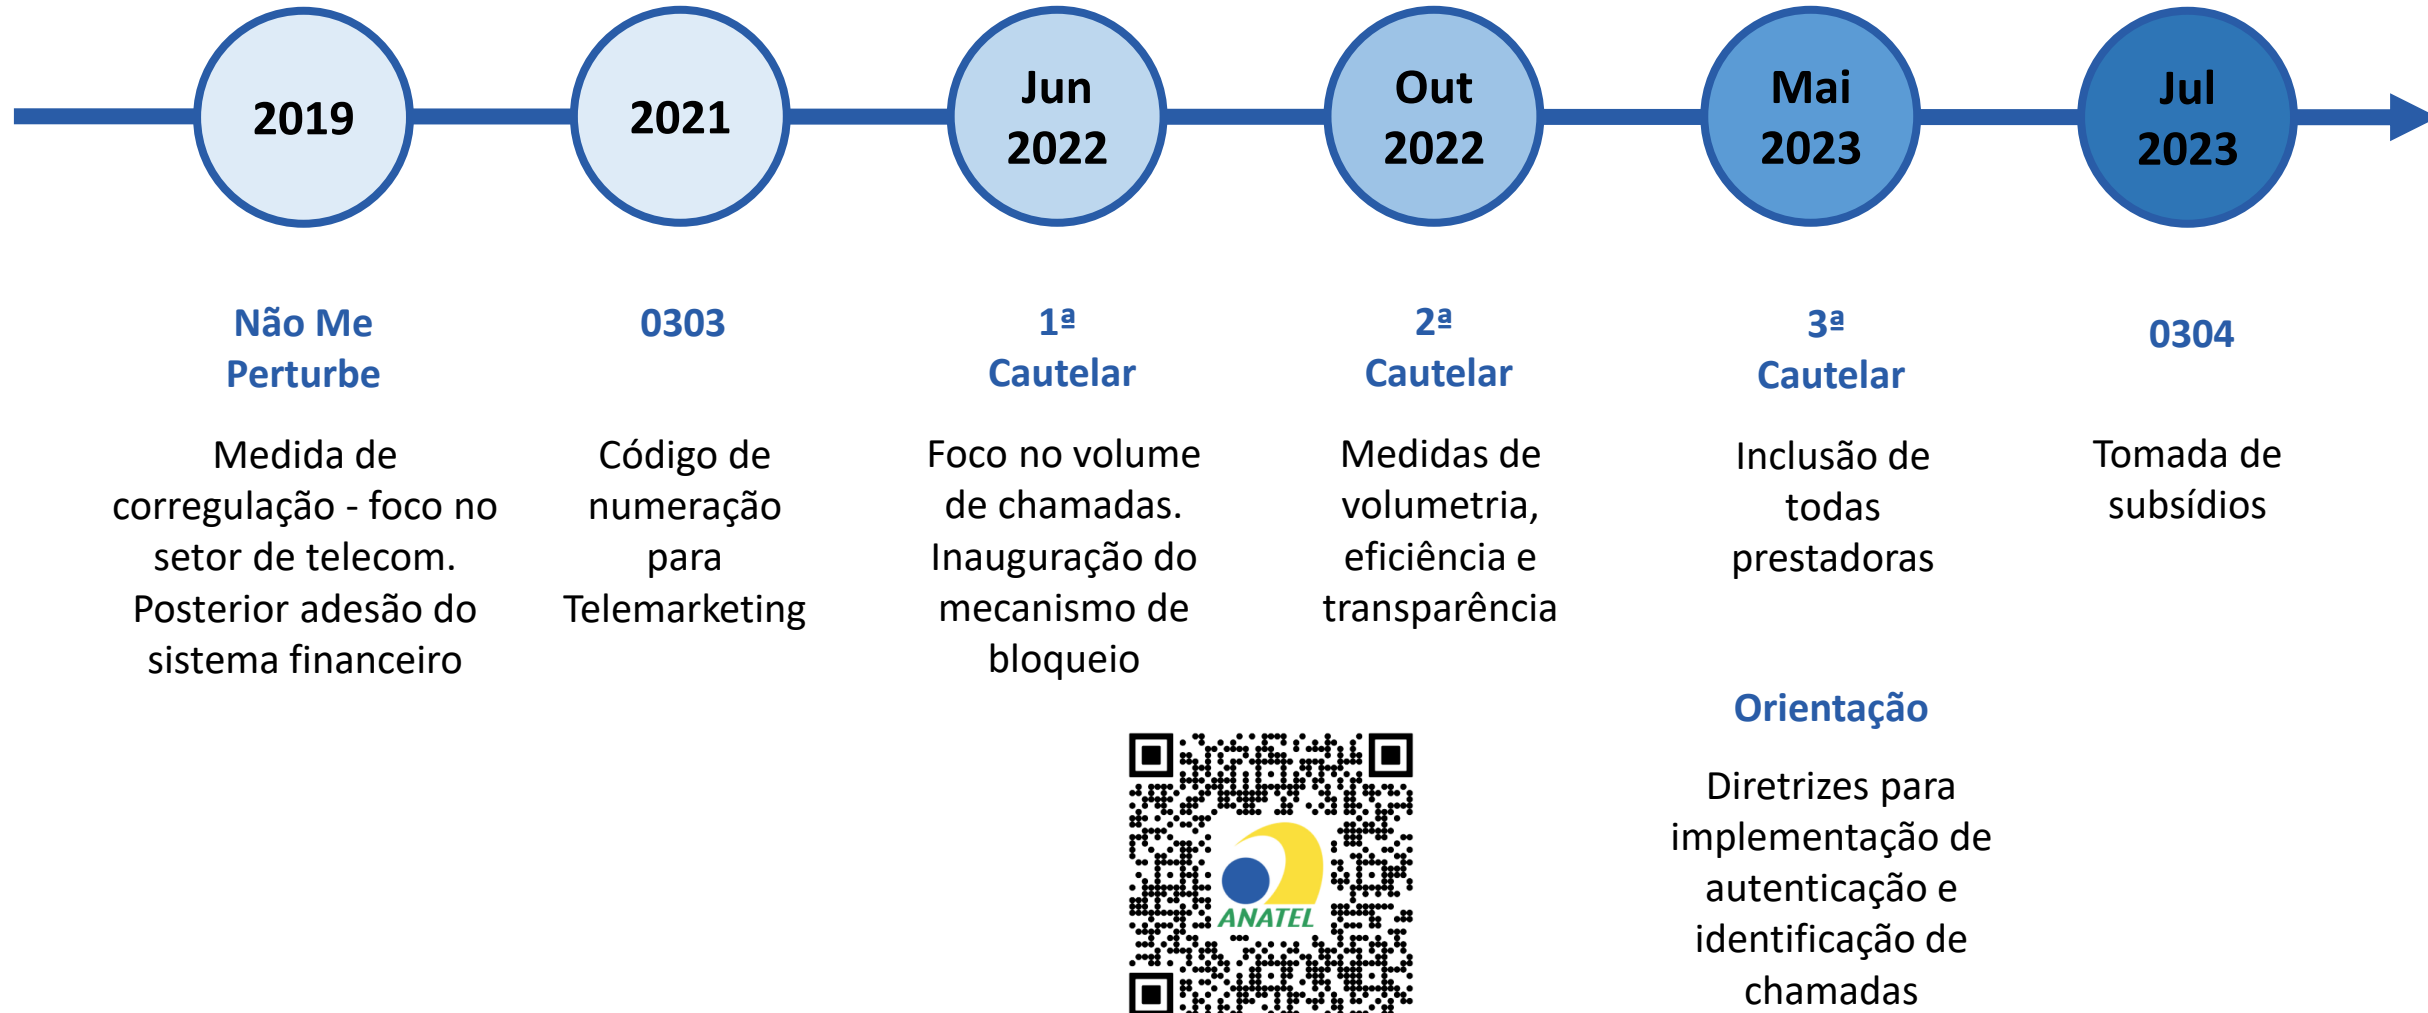 2019
2021
Jun
2022
Out
2022
Mai
2023
Jul
2023
Não Me
Perturbe
Medida de
corregulação - foco no
setor de telecom.
Posterior adesão do
sistema financeiro
0303
Código de
numeração
para
Telemarketing
1ª
Cautelar
Foco no volume
de chamadas.
Inauguração do
mecanismo de
bloqueio
2ª
Cautelar
Medidas de
volumetria,
eficiência e
transparência
3ª
Cautelar
Inclusão de
todas
prestadoras
Orientação
Diretrizes para
implementação de
autenticação e
identificação de
chamadas
0304
Tomada de
subsídios
ANATEL